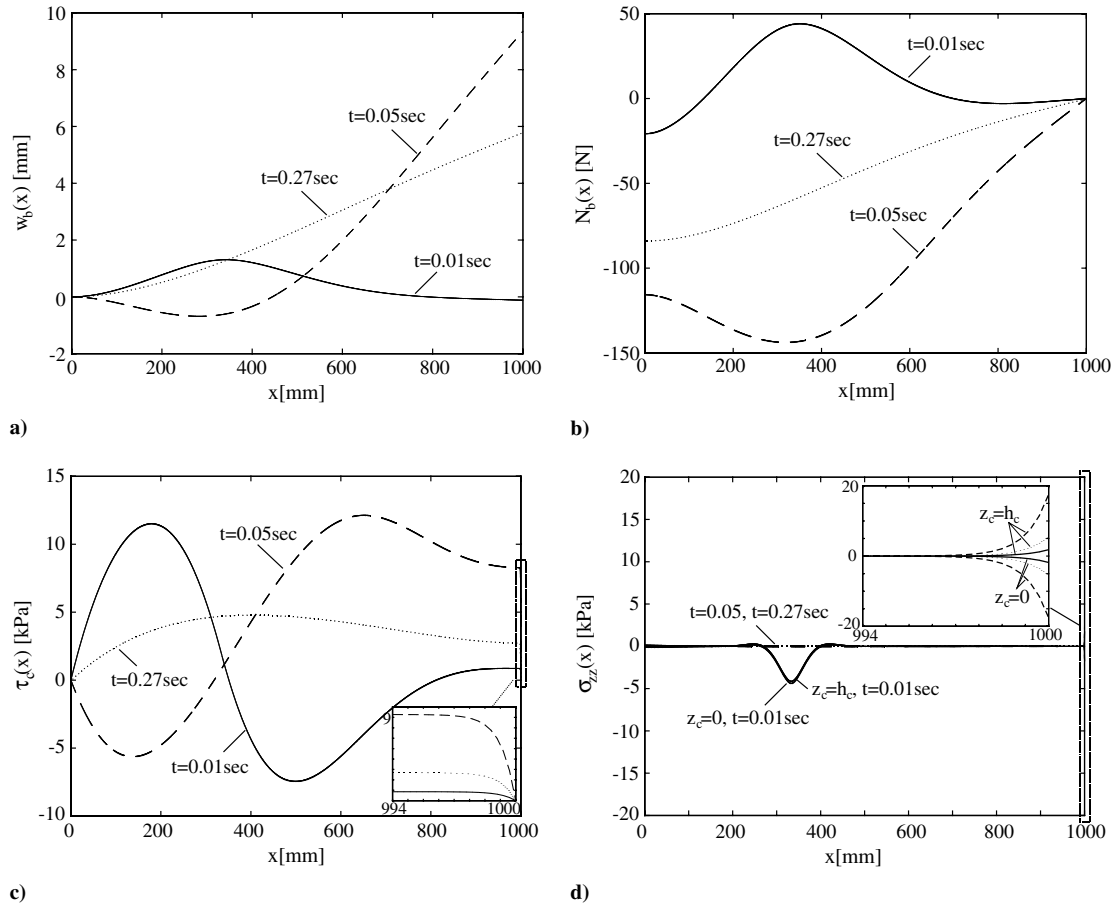 10
8
6
4
2
0
-2
w_b(x) [mm]
t=0.05sec
t=0.27sec
t=0.01sec
0 200 400 600 800 1000
x[mm]
a)
50
0
-50
-100
-150
N_b(x) [N]
t=0.01sec
t=0.27sec
t=0.05sec
0 200 400 600 800 1000
x[mm]
b)
15
10
5
0
-5
-10
τ_c(x) [kPa]
t=0.05sec
t=0.27sec
t=0.01sec
9
994 1000
0 200 400 600 800 1000
x[mm]
c)
20
15
10
5
0
-5
-10
-15
-20
σ_zz(x) [kPa]
20
0
-20
z_c=h_c
z_c=0
994 1000
t=0.05, t=0.27sec
z_c=h_c, t=0.01sec
z_c=0, t=0.01sec
0 200 400 600 800 1000
x[mm]
d)